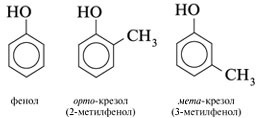 HO
HO
CH₃
HO
CH₃
фенол
орто-крезол
(2-метилфенол)
мета-крезол
(3-метилфенол)